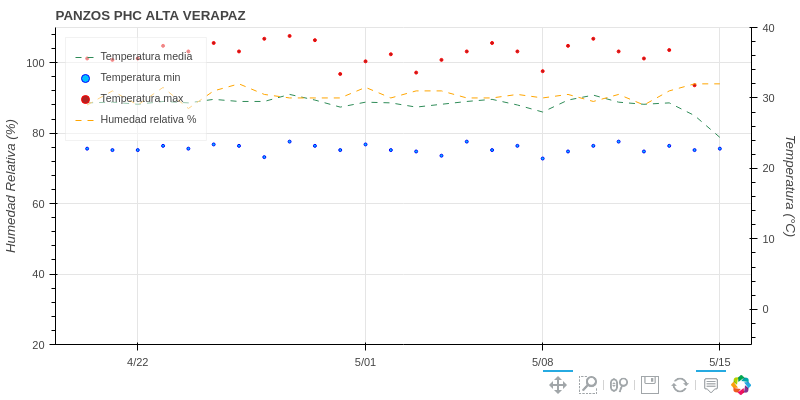 PANZOS PHC ALTA VERAPAZ
Temperatura media
Temperatura min
Temperatura max
Humedad relativa %
Humedad Relativa (%)
100
80
60
40
20
Temperatura (°C)
40
30
20
10
0
4/22
5/01
5/08
5/15